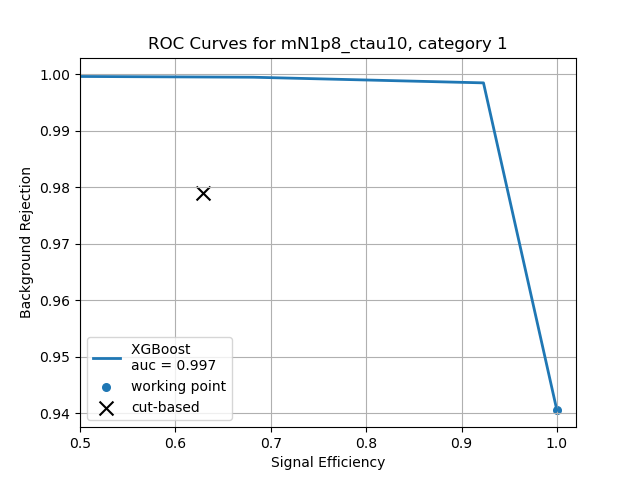 ROC Curves for mN1p8_ctau10, category 1
1.00
0.99
0.98
0.97
0.96
0.95
0.94
Background Rejection
XGBoost
auc = 0.997
working point
cut-based
0.5 0.6 0.7 0.8 0.9 1.0
Signal Efficiency